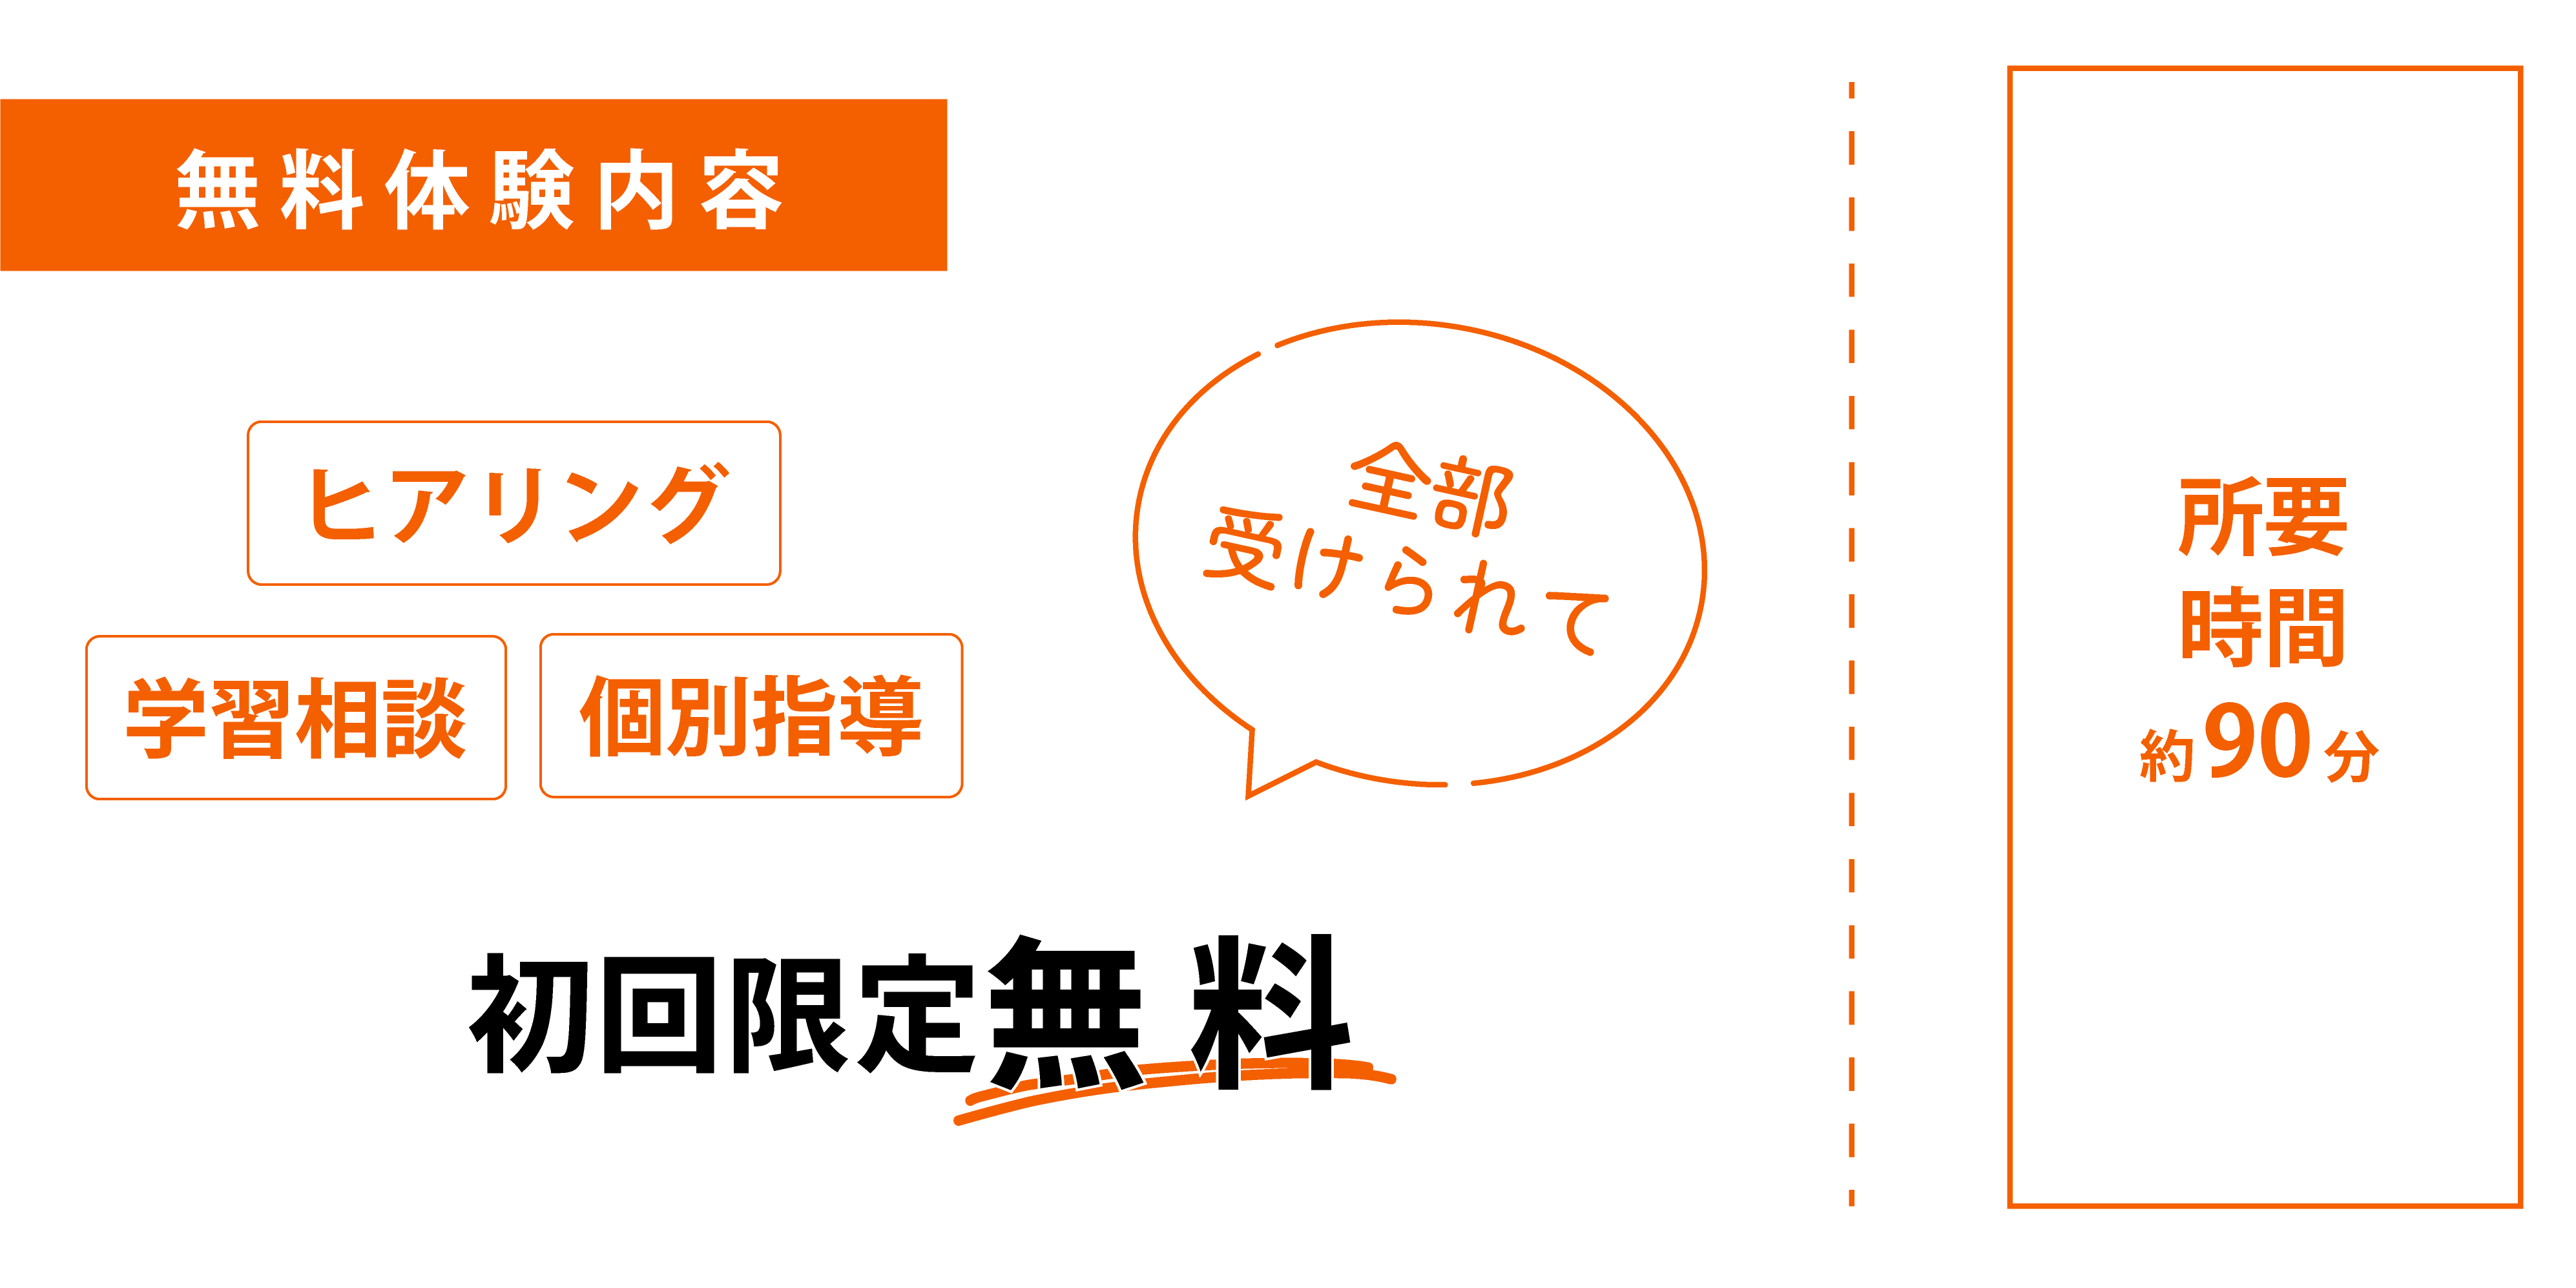 無料体験内容
ヒアリング
学習相談
個別指導
全部
受けられて
初回限定無料
所要
時間
約90分